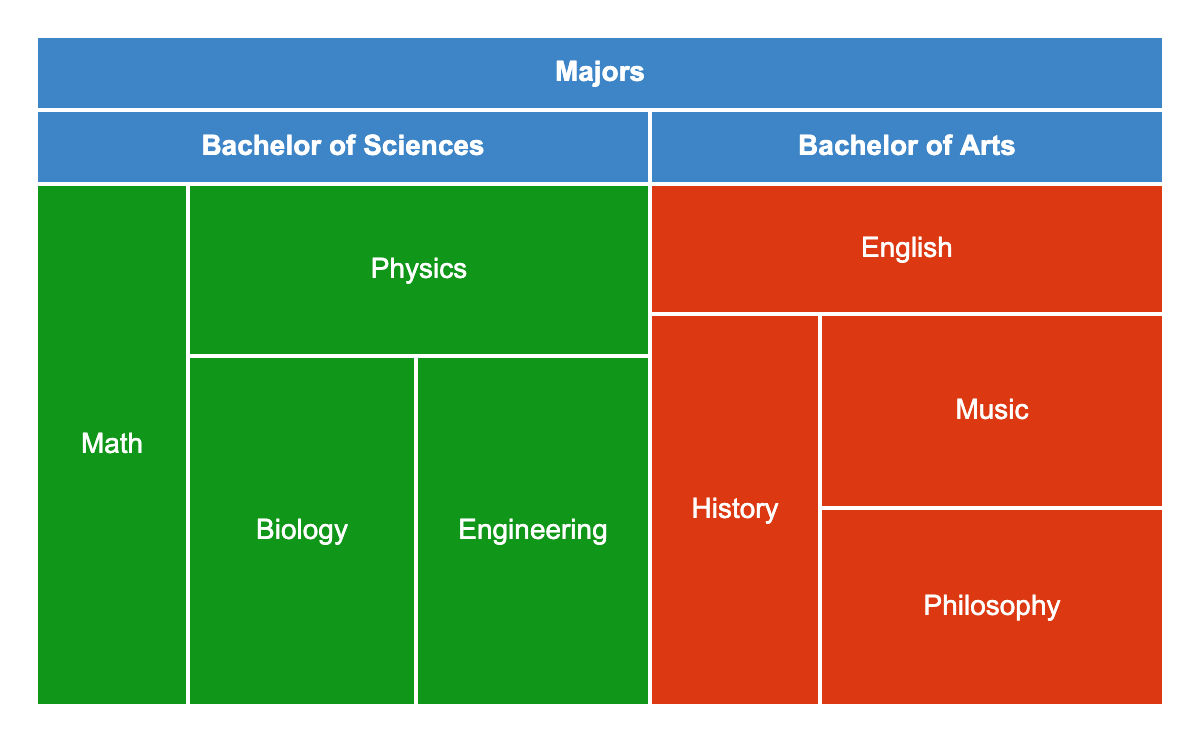 Majors
Bachelor of Sciences
Bachelor of Arts
Math
Physics
Biology
Engineering
English
History
Music
Philosophy